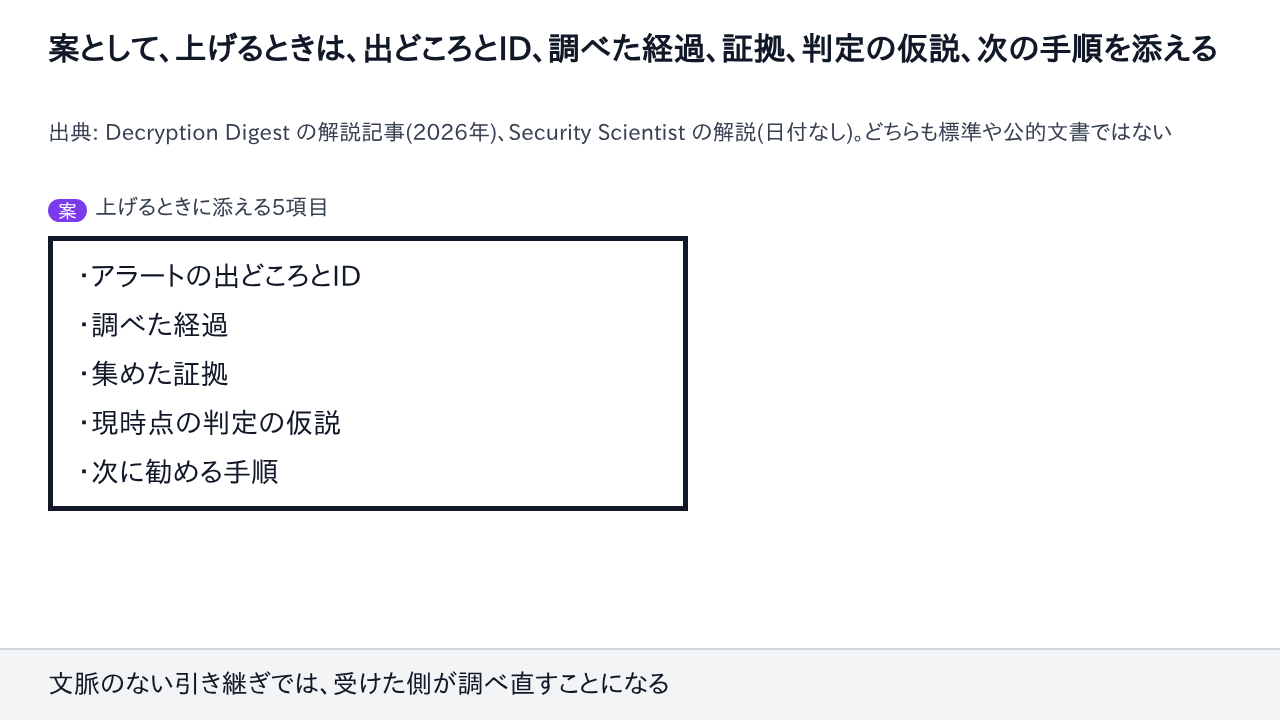 案として、上げるときは、出どころとID、調べた経過、証拠、判定の仮説、次の手順を添える
出典: Decryption Digest の解説記事(2026年)、Security Scientist の解説(日付なし)。どちらも標準や公的文書ではない
案 上げるときに添える5項目
・アラートの出どころとID
・調べた経過
・集めた証拠
・現時点の判定の仮説
・次に勧める手順
文脈のない引き継ぎでは、受けた側が調べ直すことになる